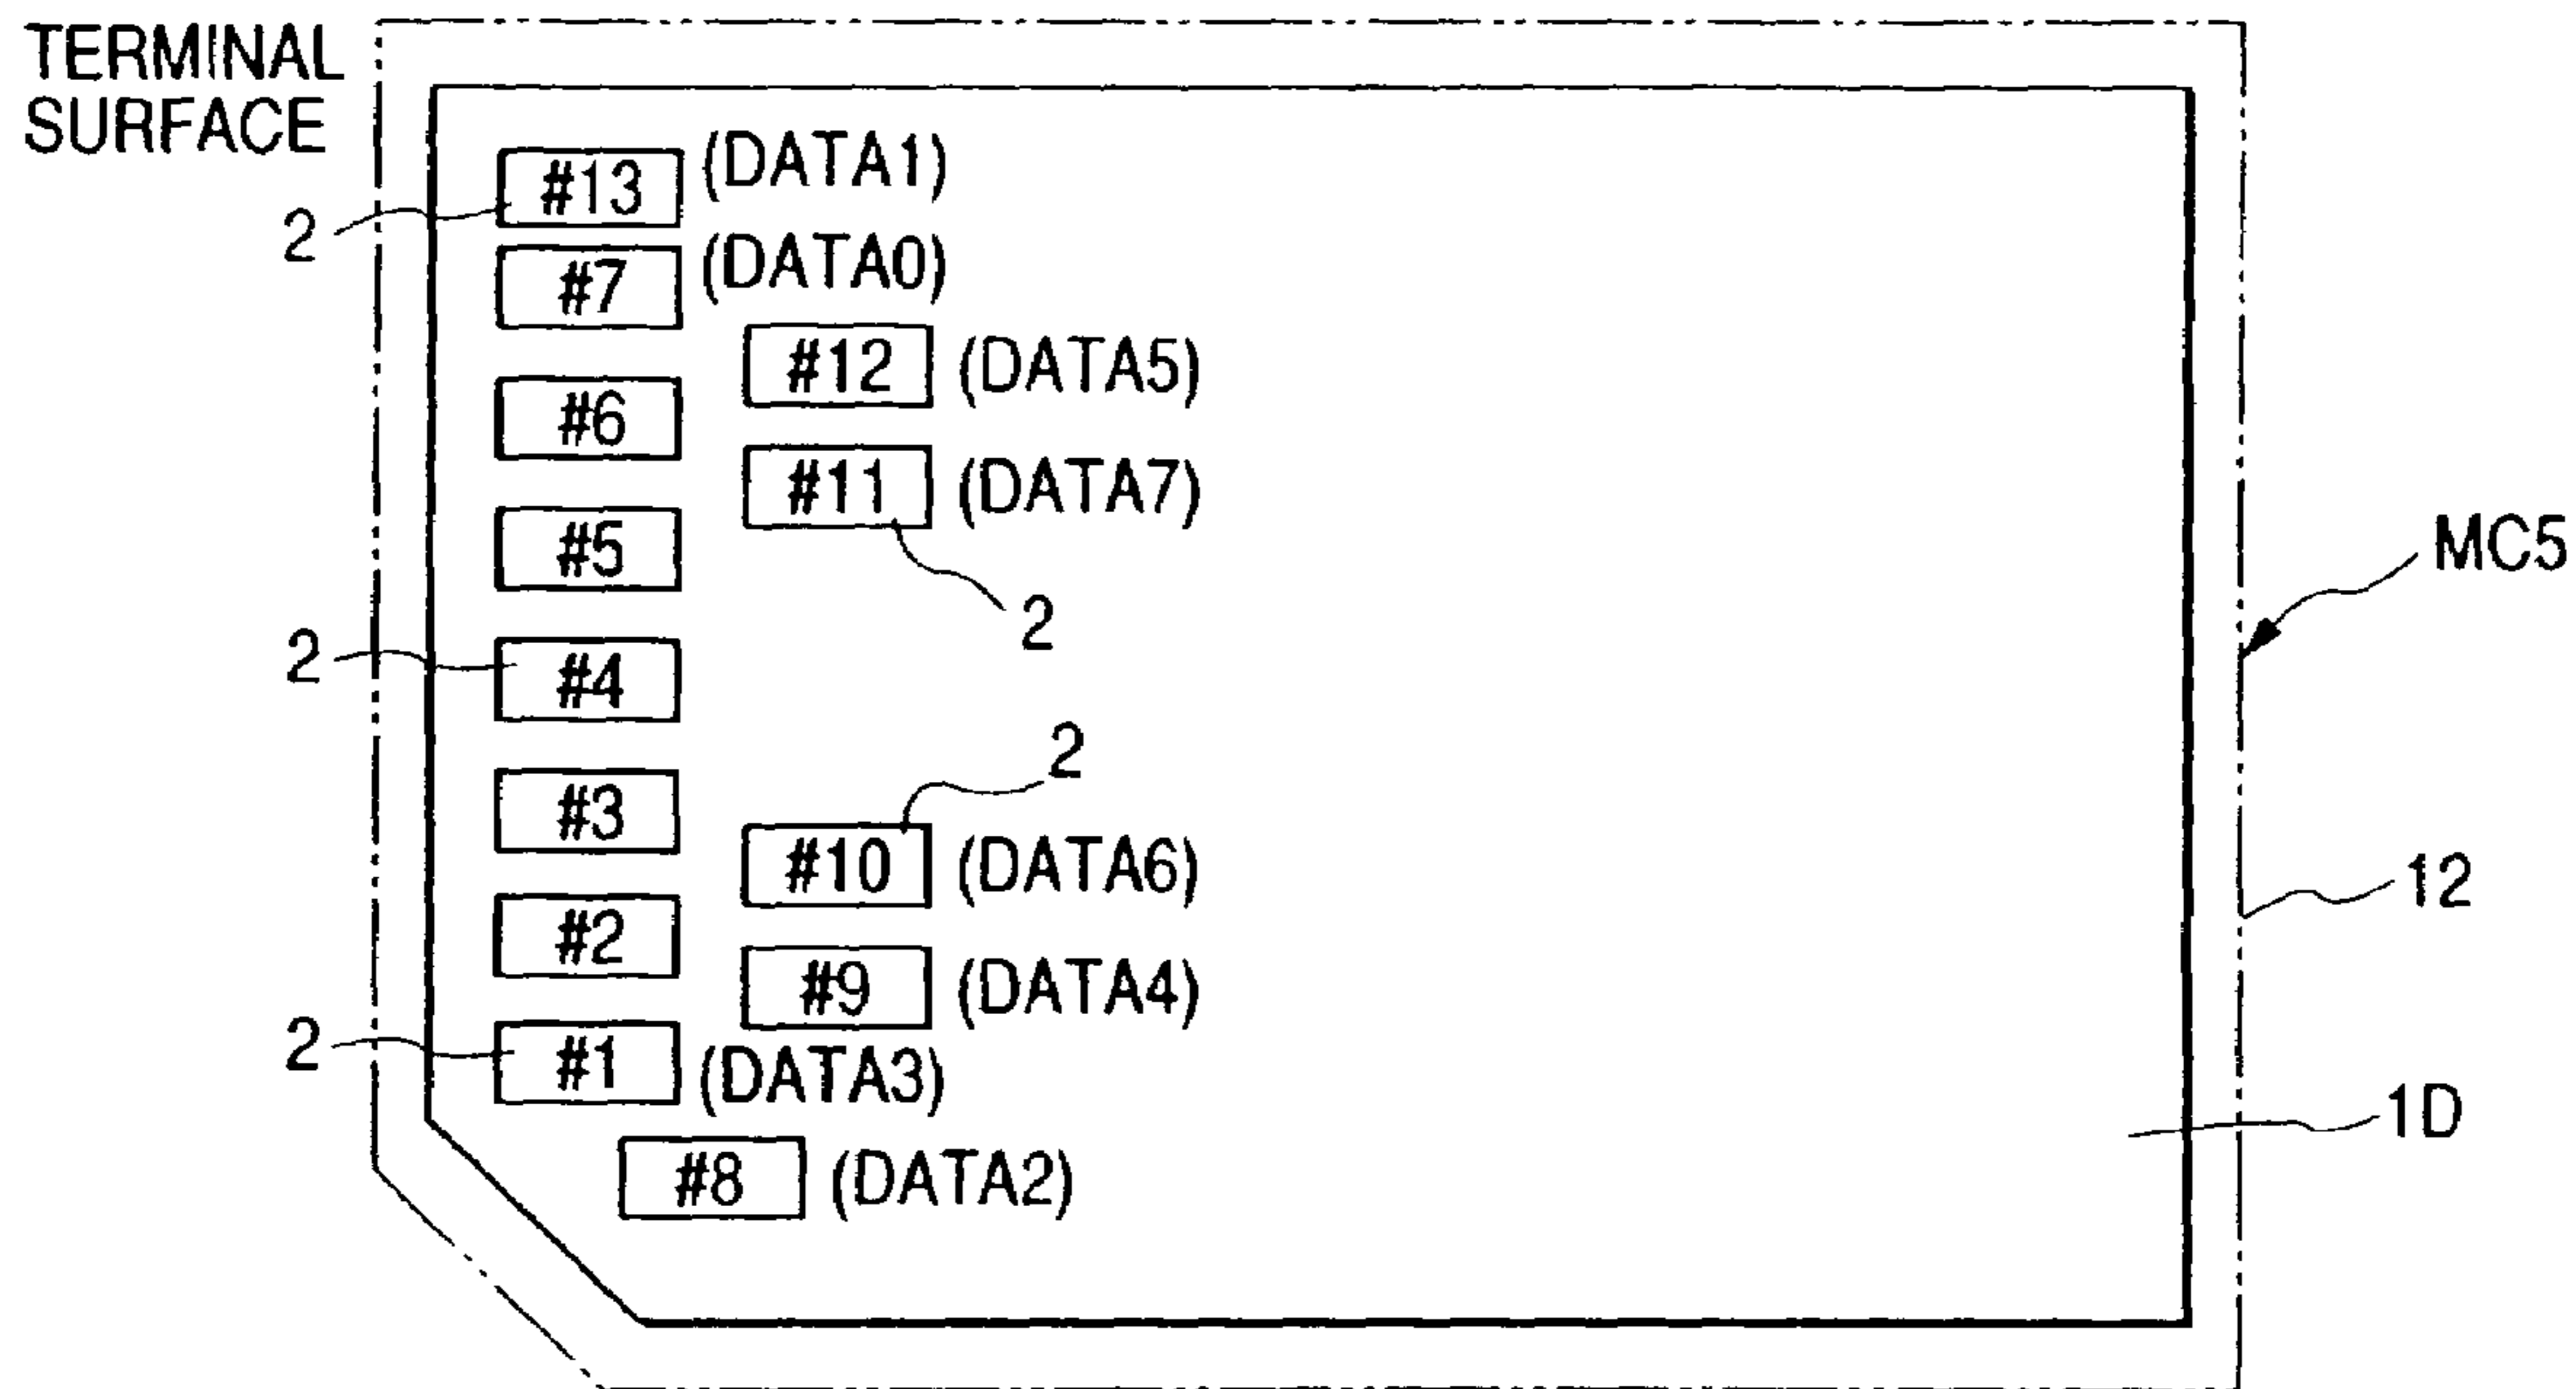 TERMINAL
SURFACE
#13 (DATA1)
2
#7 (DATA0)
#12 (DATA5)
#6
#11 (DATA7)
#5
MC5
2
2
#4
2
#3
#10 (DATA6)
12
#2
#9 (DATA4)
2
#1 (DATA3)
1D
#8 (DATA2)